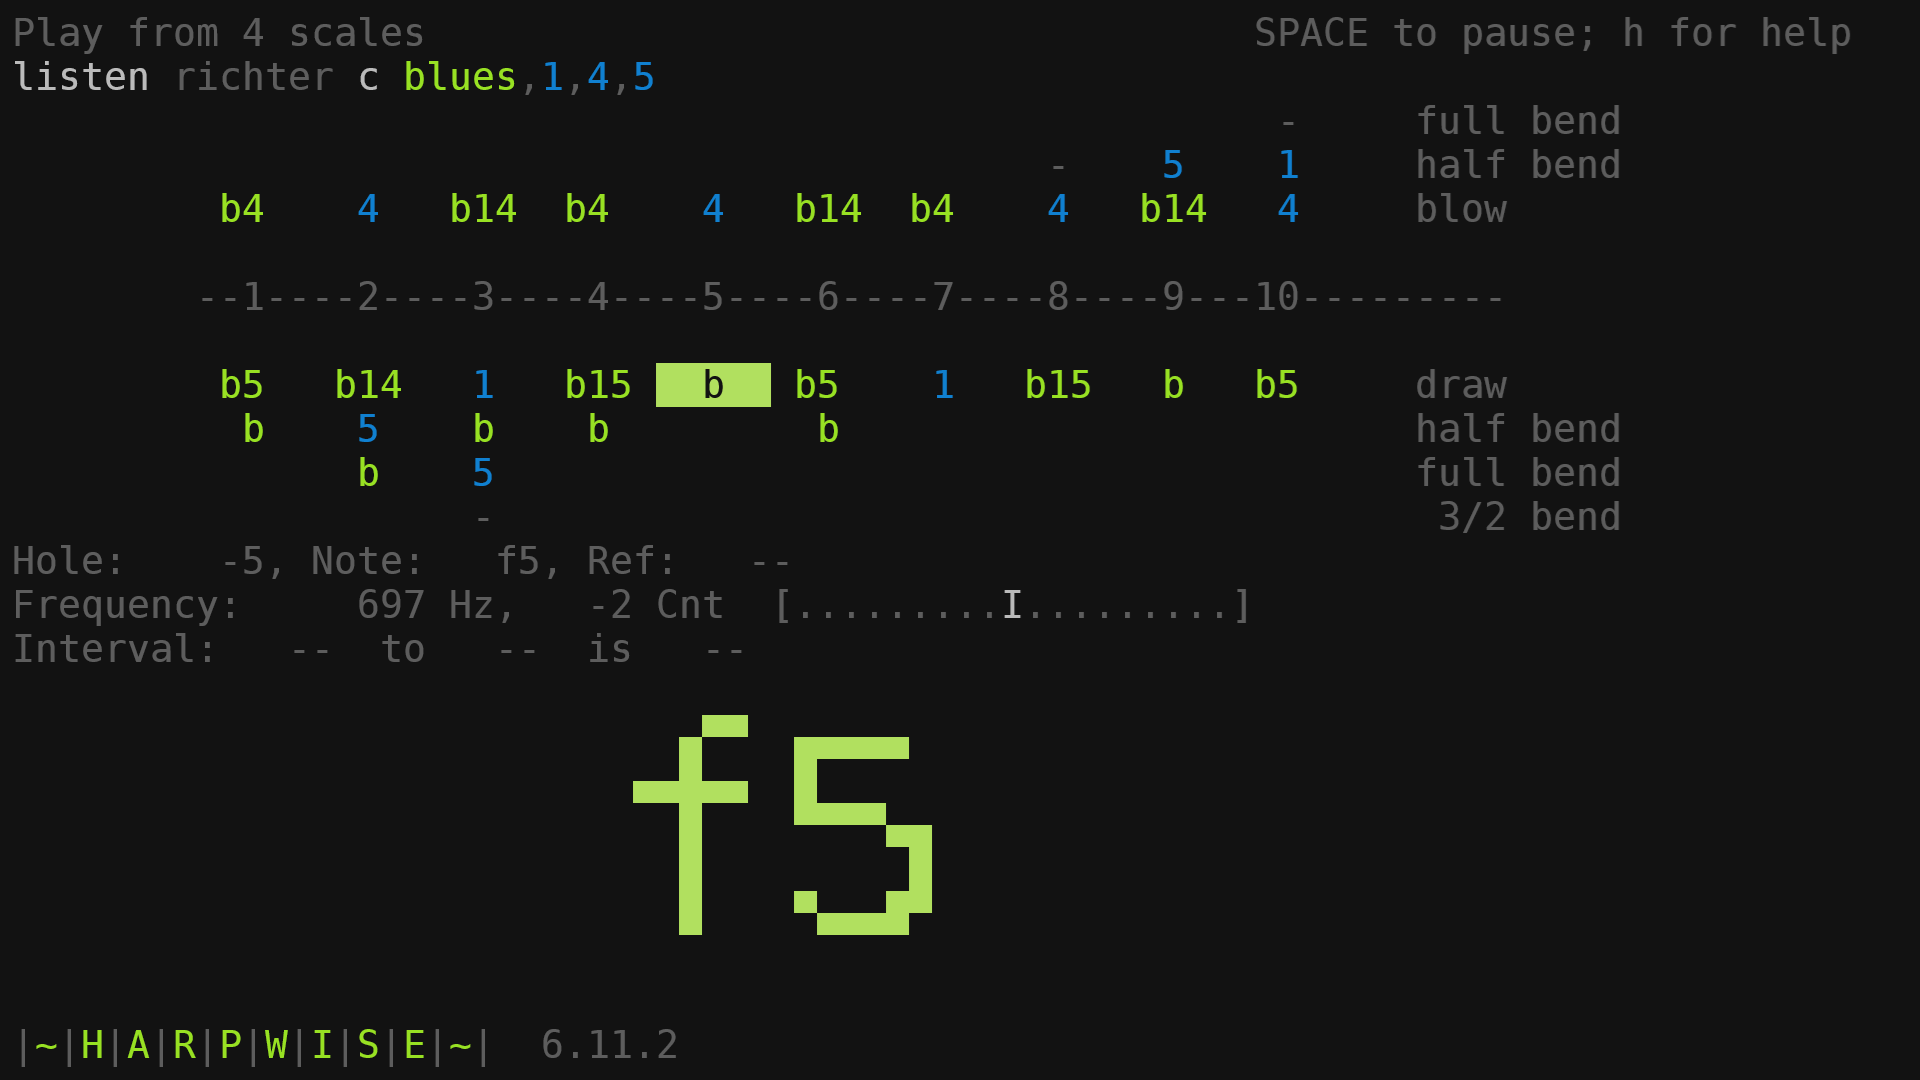 Play from 4 scales SPACE to pause; h for help
listen richter c blues,1,4,5
- full bend
- 5 1 half bend
b4 4 b14 b4 4 b14 b4 4 b14 4 blow
--1----2----3----4----5----6----7----8----9---10---------
b5 b14 1 b15 b b5 1 b15 b b5 draw
b 5 b b b half bend
b 5 full bend
- 3/2 bend
Hole: -5, Note: f5, Ref: --
Frequency: 697 Hz, -2 Cnt [.........I.........]
Interval: -- to -- is --
f5
|~|H|A|R|P|W|I|S|E|~| 6.11.2